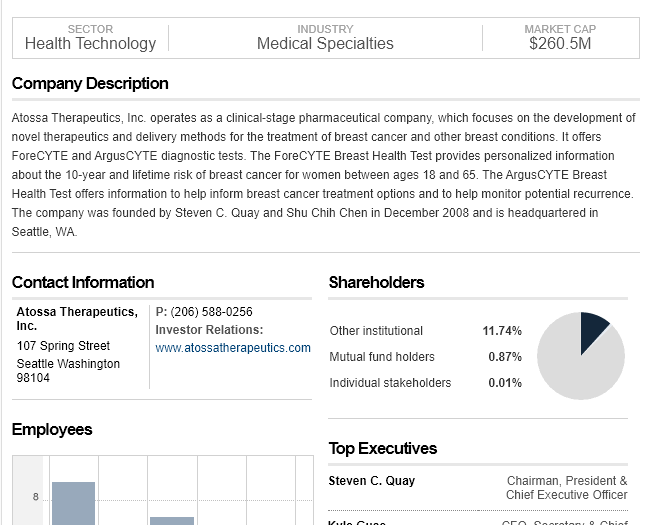 SECTOR
Health Technology
INDUSTRY
Medical Specialties
MARKET CAP
$260.5M
Company Description
Atossa Therapeutics, Inc. operates as a clinical-stage pharmaceutical company, which focuses on the development of
novel therapeutics and delivery methods for the treatment of breast cancer and other breast conditions. It offers
ForeCYTE and ArgusCYTE diagnostic tests. The ForeCYTE Breast Health Test provides personalized information
about the 10-year and lifetime risk of breast cancer for women between ages 18 and 65. The ArgusCYTE Breast
Health Test offers information to help inform breast cancer treatment options and to help monitor potential recurrence.
The company was founded by Steven C. Quay and Shu Chih Chen in December 2008 and is headquartered in
Seattle, WA.
Contact Information
Atossa Therapeutics,
Inc.
107 Spring Street
Seattle Washington
98104
P: (206) 588-0256
Investor Relations:
www.atossatherapeutics.com
Shareholders
Other institutional 11.74%
Mutual fund holders 0.87%
Individual stakeholders 0.01%
Employees
8
Top Executives
Steven C. Quay
Chairman, President &
Chief Executive Officer